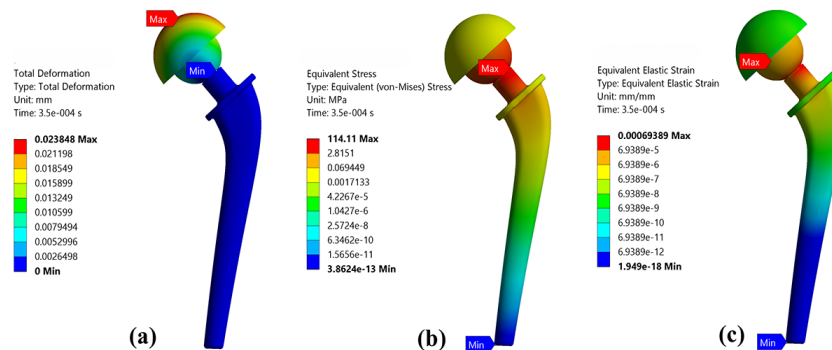 Max
Min
Total Deformation
Type: Total Deformation
Unit: mm
Time: 3.5e-004 s
0.023848 Max
0.021198
0.018549
0.015899
0.013249
0.010599
0.0079494
0.0052996
0.0026498
0 Min
(a)
Max
Equivalent Stress
Type: Equivalent (von-Mises) Stress
Unit: MPa
Time: 3.5e-004 s
114.11 Max
2.8151
0.069449
0.0017133
4.2267e-5
1.0427e-6
2.5724e-8
6.3462e-10
1.5656e-11
3.8624e-13 Min
Min
(b)
Max
Equivalent Elastic Strain
Type: Equivalent Elastic Strain
Unit: mm/mm
Time: 3.5e-004 s
0.00069389 Max
6.9389e-5
6.9389e-6
6.9389e-7
6.9389e-8
6.9389e-9
6.9389e-10
6.9389e-11
6.9389e-12
1.949e-18 Min
Min
(c)